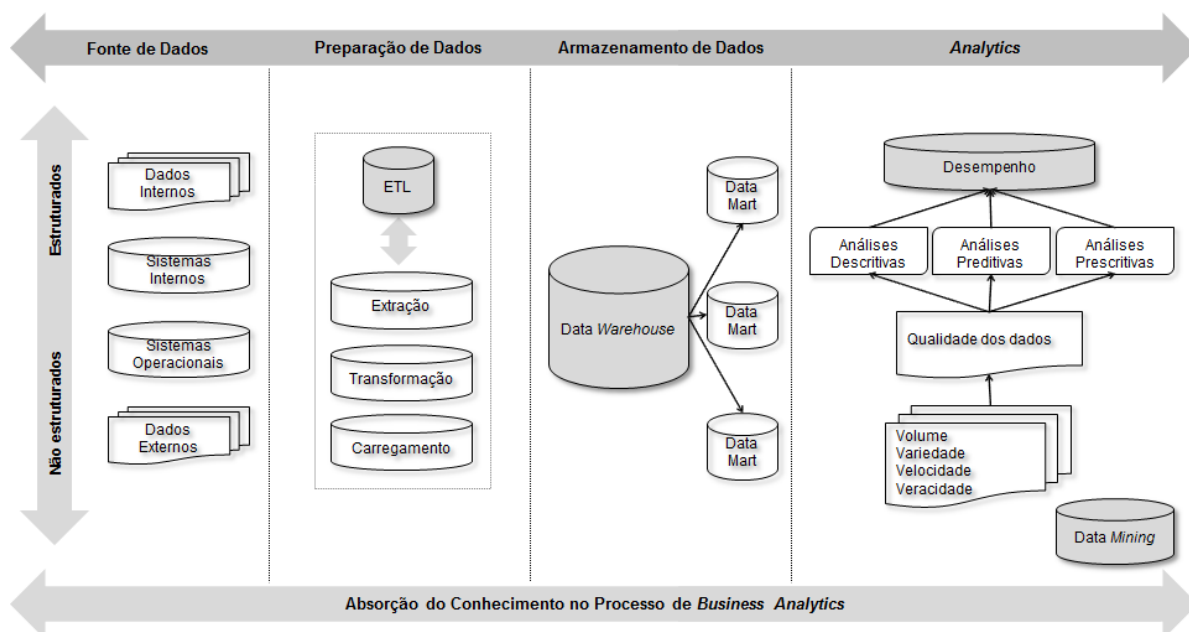 Fonte de Dados
Preparação de Dados
Armazenamento de Dados
Analytics
Estruturados
Não estruturados
Dados
Internos
Sistemas
Internos
Sistemas
Operacionais
Dados
Externos
ETL
Extração
Transformação
Carregamento
Data Warehouse
Data
Mart
Data
Mart
Data
Mart
Desempenho
Análises
Descritivas
Análises
Preditivas
Análises
Prescritivas
Qualidade dos dados
Volume
Variedade
Velocidade
Veracidade
Data Mining
Absorção do Conhecimento no Processo de Business Analytics